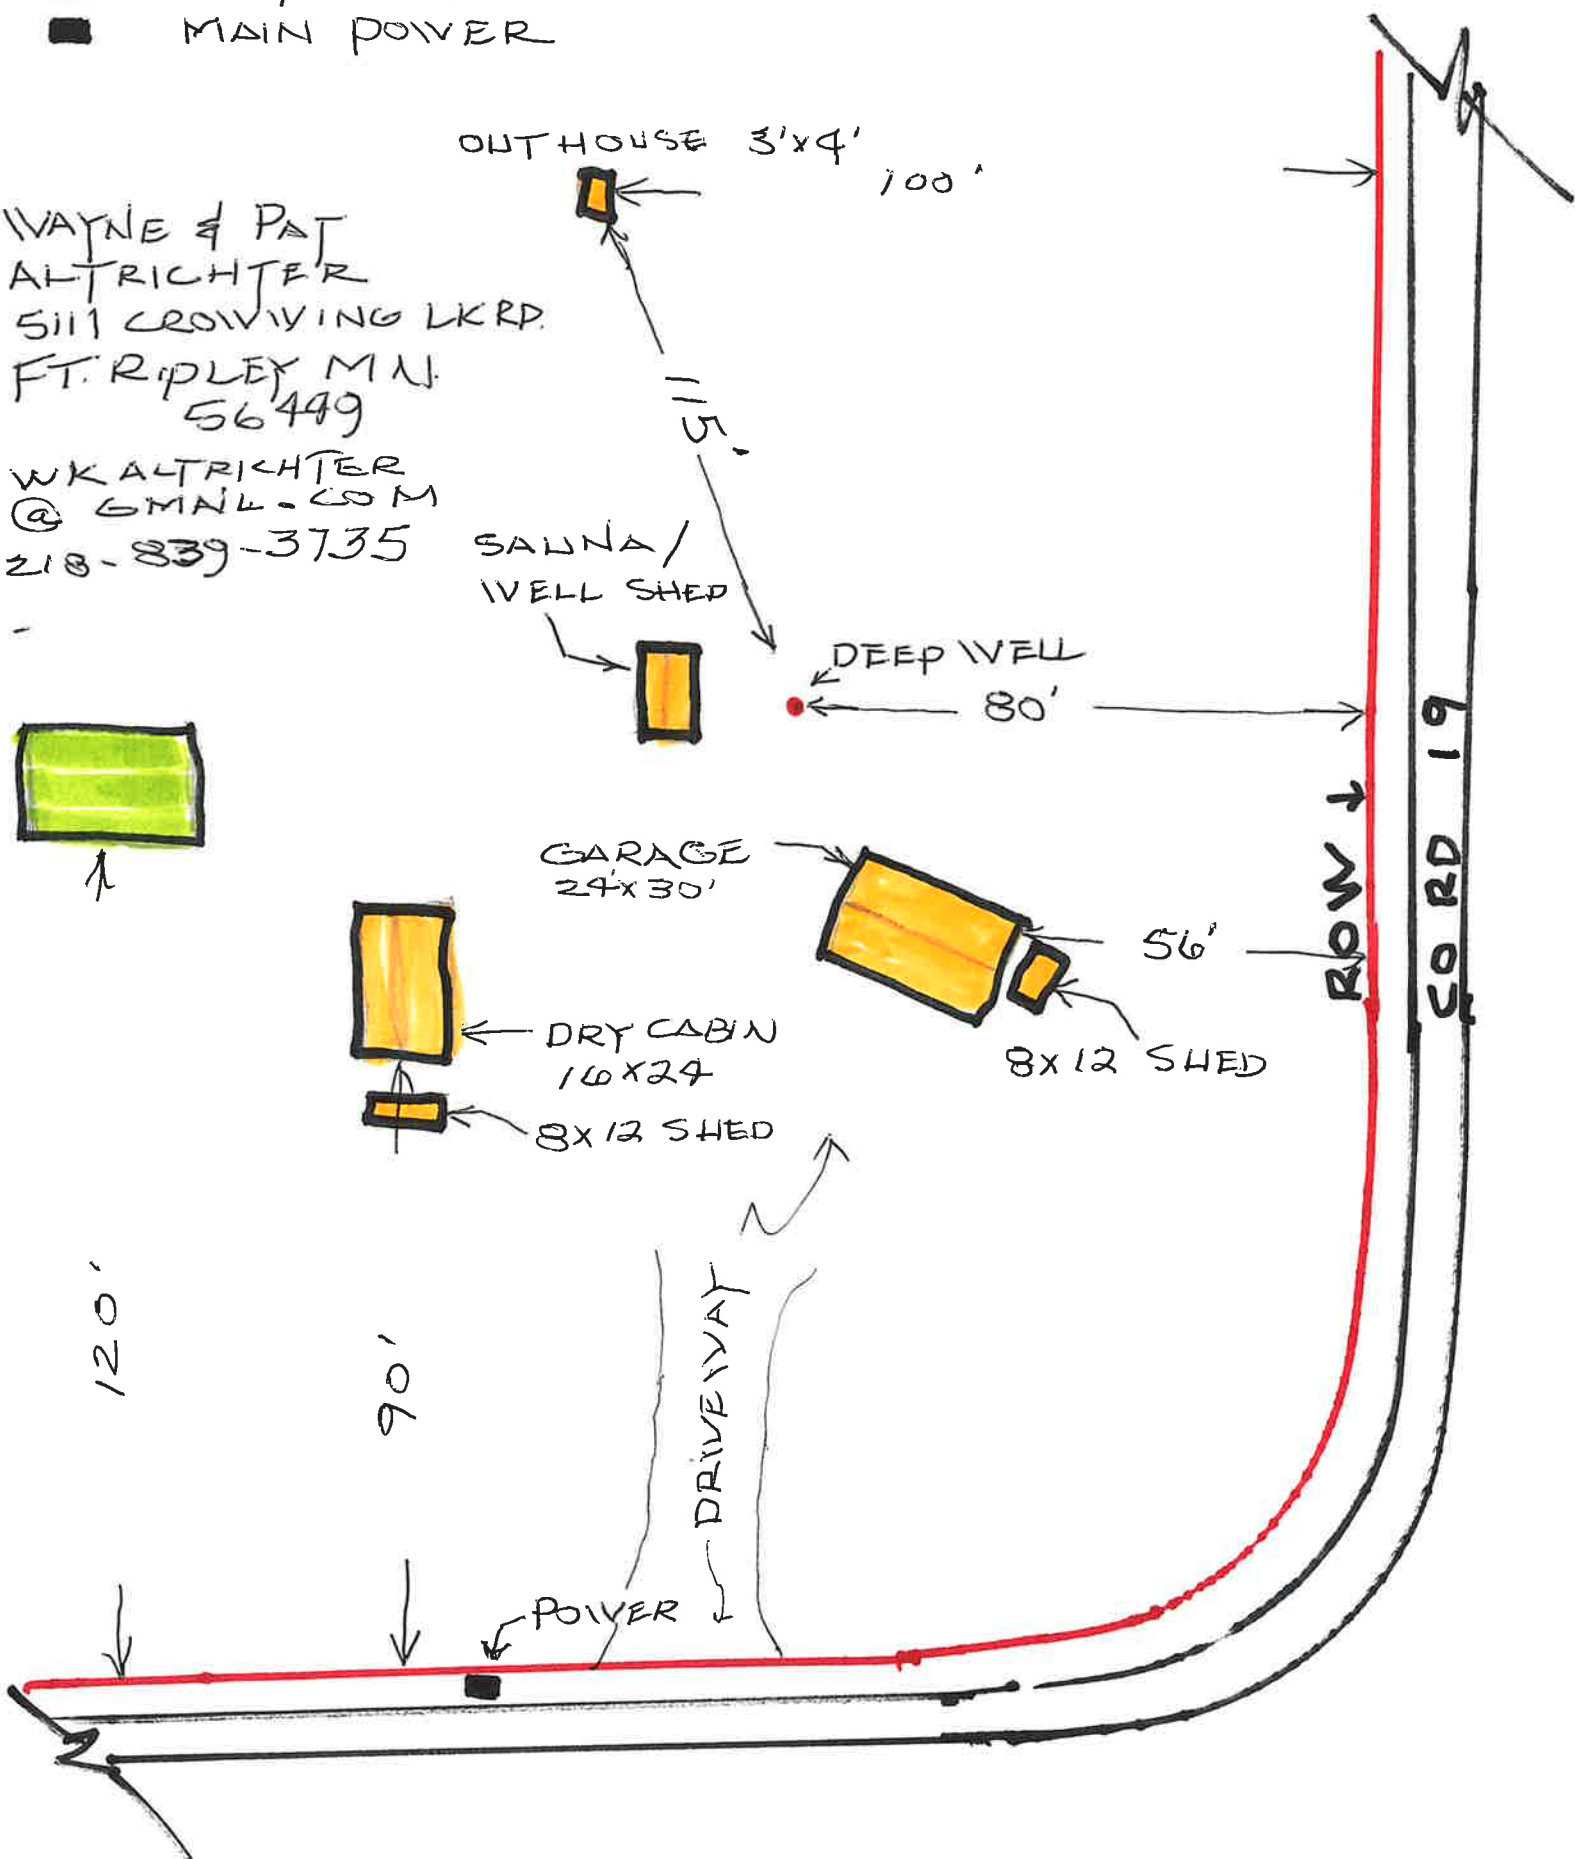 MAIN POWER
OUTHOUSE 3'x4'
100'
WAYNE & PAT
ALTRICHTER
5111 CROWWING LK RD.
FT. RIPLEY MN.
56449
WKALTRICHTER
@ GMAIL.COM
218-839-3735
115'
SAUNA/
WELL SHED
DEEP WELL
80'
GARAGE
24'x30'
56'
ROW ↓
CO RD 19
DRY CABIN
16X24
8X12 SHED
8X12 SHED
120'
90'
DRIVEWAY
POWER